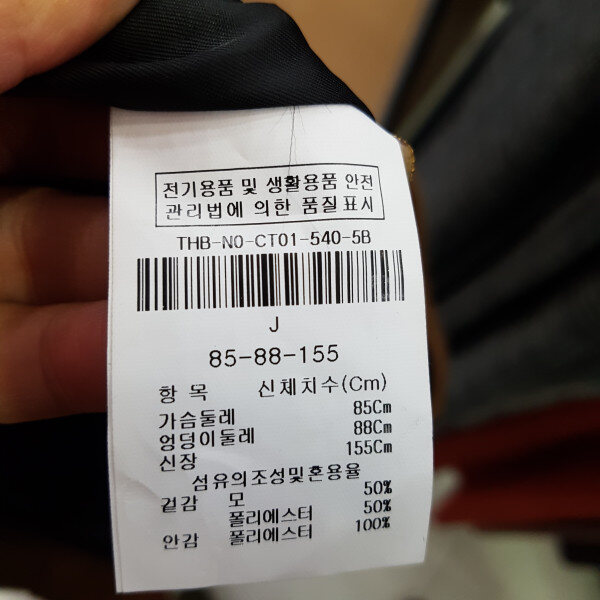 전기용품 및 생활용품 안전
관리법에 의한 품질표시
THB-NO-CT01-540-5B
J
85-88-155
항 목 신체치수(Cm)
가슴둘레 85Cm
엉덩이둘레 88Cm
신장 155Cm
섬유의조성및혼용율
겉감 모 50%
폴리에스터 50%
안감 폴리에스터 100%